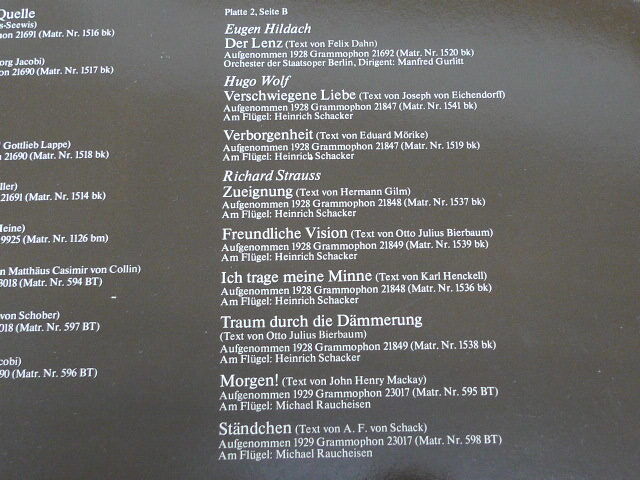 Quelle
s-Seewis)
hon 21691 (Matr. Nr. 1516 bk)
org Jacobi)
on 21690 (Matr. Nr. 1517 bk)
Gottlieb Lappe)
n 21690 (Matr. Nr. 1518 bk)
ller)
21691 (Matr. Nr. 1514 bk)
Heine)
9925 (Matr. Nr. 1126 bm)
n Matthäus Casimir von Collin)
3018 (Matr. Nr. 594 BT)
von Schober)
018 (Matr. Nr. 597 BT)
cobi)
90 (Matr. Nr. 596 BT)
Platte 2, Seite B
Eugen Hildach
Der Lenz (Text von Felix Dahn)
Aufgenommen 1928 Grammophon 21692 (Matr. Nr. 1520 bk)
Orchester der Staatsoper Berlin, Dirigent: Manfred Gurlitt
Hugo Wolf
Verschwiegene Liebe (Text von Joseph von Eichendorff)
Aufgenommen 1928 Grammophon 21847 (Matr. Nr. 1541 bk)
Am Flügel: Heinrich Schacker
Verborgenheit (Text von Eduard Mörike)
Aufgenommen 1928 Grammophon 21847 (Matr. Nr. 1519 bk)
Am Flügel: Heinrich Schacker
Richard Strauss
Zueignung (Text von Hermann Gilm)
Aufgenommen 1928 Grammophon 21848 (Matr. Nr. 1537 bk)
Am Flügel: Heinrich Schacker
Freundliche Vision (Text von Otto Julius Bierbaum)
Aufgenommen 1928 Grammophon 21849 (Matr. Nr. 1539 bk)
Am Flügel: Heinrich Schacker
Ich trage meine Minne (Text von Karl Henckell)
Aufgenommen 1928 Grammophon 21848 (Matr. Nr. 1536 bk)
Am Flügel: Heinrich Schacker
Traum durch die Dämmerung
(Text von Otto Julius Bierbaum)
Aufgenommen 1928 Grammophon 21849 (Matr. Nr. 1538 bk)
Am Flügel: Heinrich Schacker
Morgen! (Text von John Henry Mackay)
Aufgenommen 1929 Grammophon 23017 (Matr. Nr. 595 BT)
Am Flügel: Michael Raucheisen
Ständchen (Text von A. F. von Schack)
Aufgenommen 1929 Grammophon 23017 (Matr. Nr. 598 BT)
Am Flügel: Michael Raucheisen